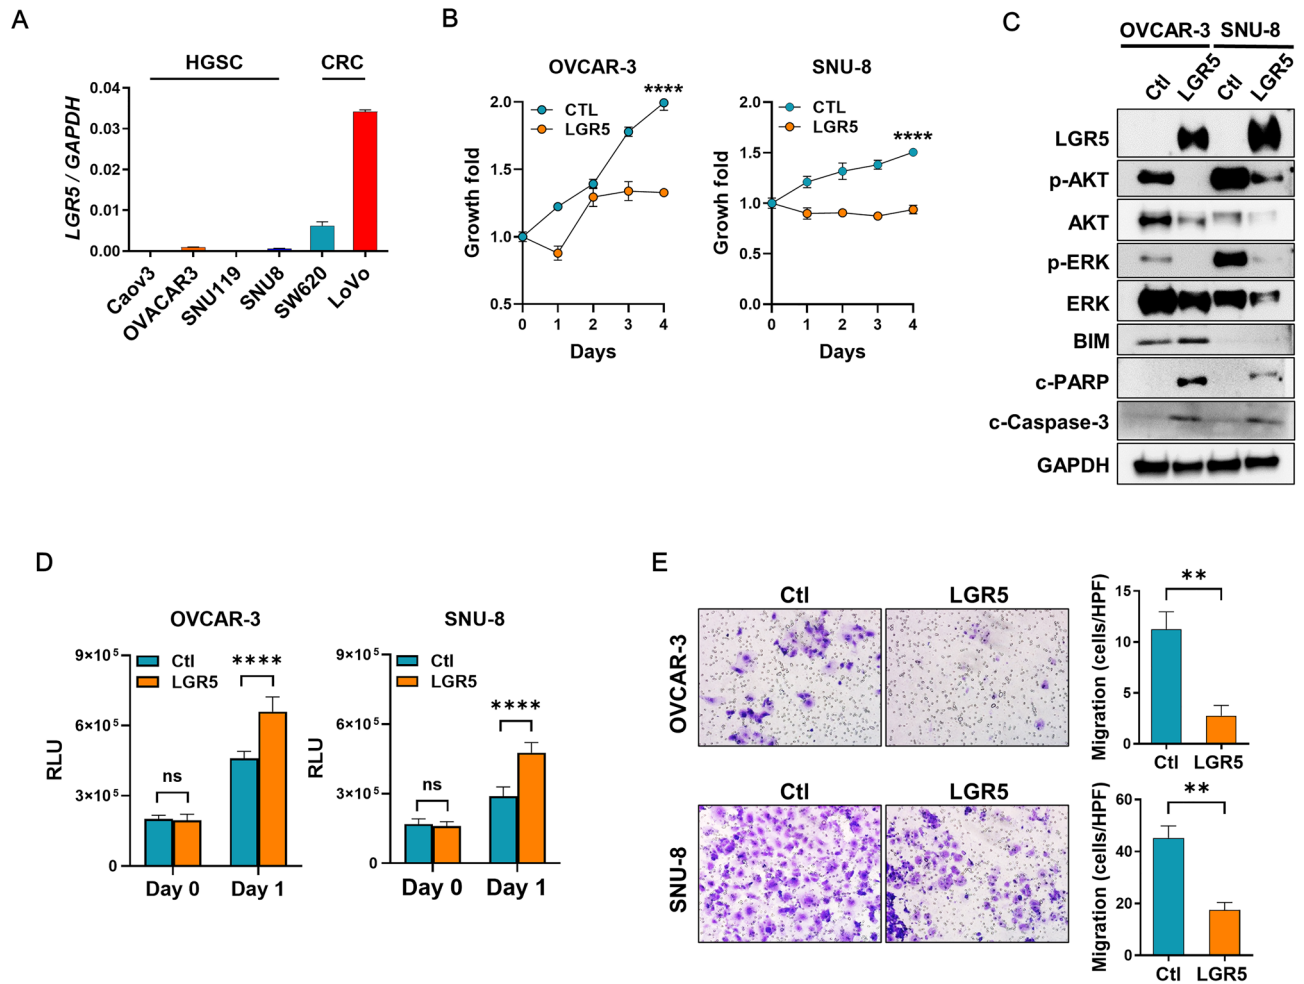 A
HGSC
CRC
LGR5 / GAPDH
0.04
0.03
0.02
0.01
0.00
Caov3
OVACAR3
SNU119
SNU8
SW620
LoVo
B
OVCAR-3
Growth fold
2.0
1.5
1.0
0.5
CTL
LGR5
****
0 1 2 3 4
Days
SNU-8
Growth fold
2.0
1.5
1.0
0.5
0.0
CTL
LGR5
****
0 1 2 3 4
Days
C
OVCAR-3 SNU-8
Ctl LGR5 Ctl LGR5
LGR5
p-AKT
AKT
p-ERK
ERK
BIM
c-PARP
c-Caspase-3
GAPDH
D
OVCAR-3
RLU
9×10⁵
6×10⁵
3×10⁵
0
Ctl
LGR5
ns
****
Day 0 Day 1
SNU-8
RLU
9×10⁵
6×10⁵
3×10⁵
0
Ctl
LGR5
ns
****
Day 0 Day 1
E
Ctl LGR5
OVCAR-3
Migration (cells/HPF)
15
10
5
0
**
Ctl LGR5
Ctl LGR5
SNU-8
Migration (cells/HPF)
60
40
20
0
**
Ctl LGR5